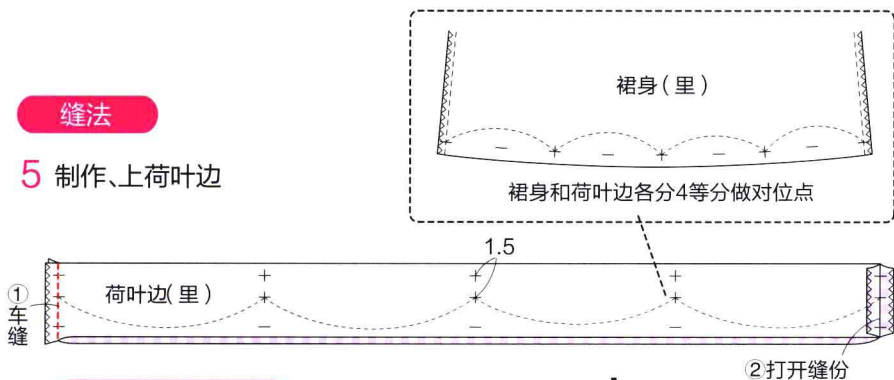 裙身(里)
缝法
5 制作、上荷叶边
裙身和荷叶边各分4等分做对位点
1.5
荷叶边(里)
①车缝
②打开缝份